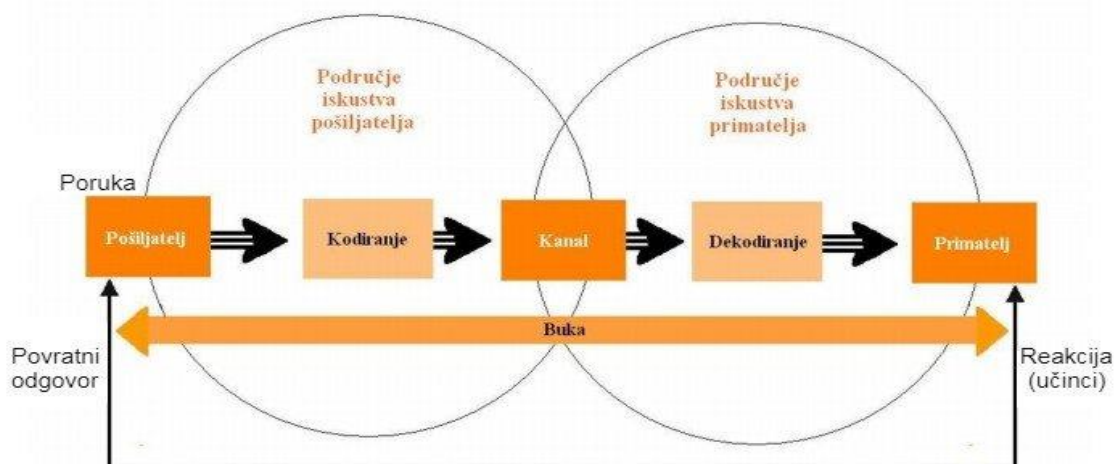 Područje
iskustva
pošiljatelja
Područje
iskustva
primatelja
Poruka
Pošiljatelj
Kodiranje
Kanal
Dekodiranje
Primatelj
Buka
Povratni
odgovor
Reakcija
(učinci)